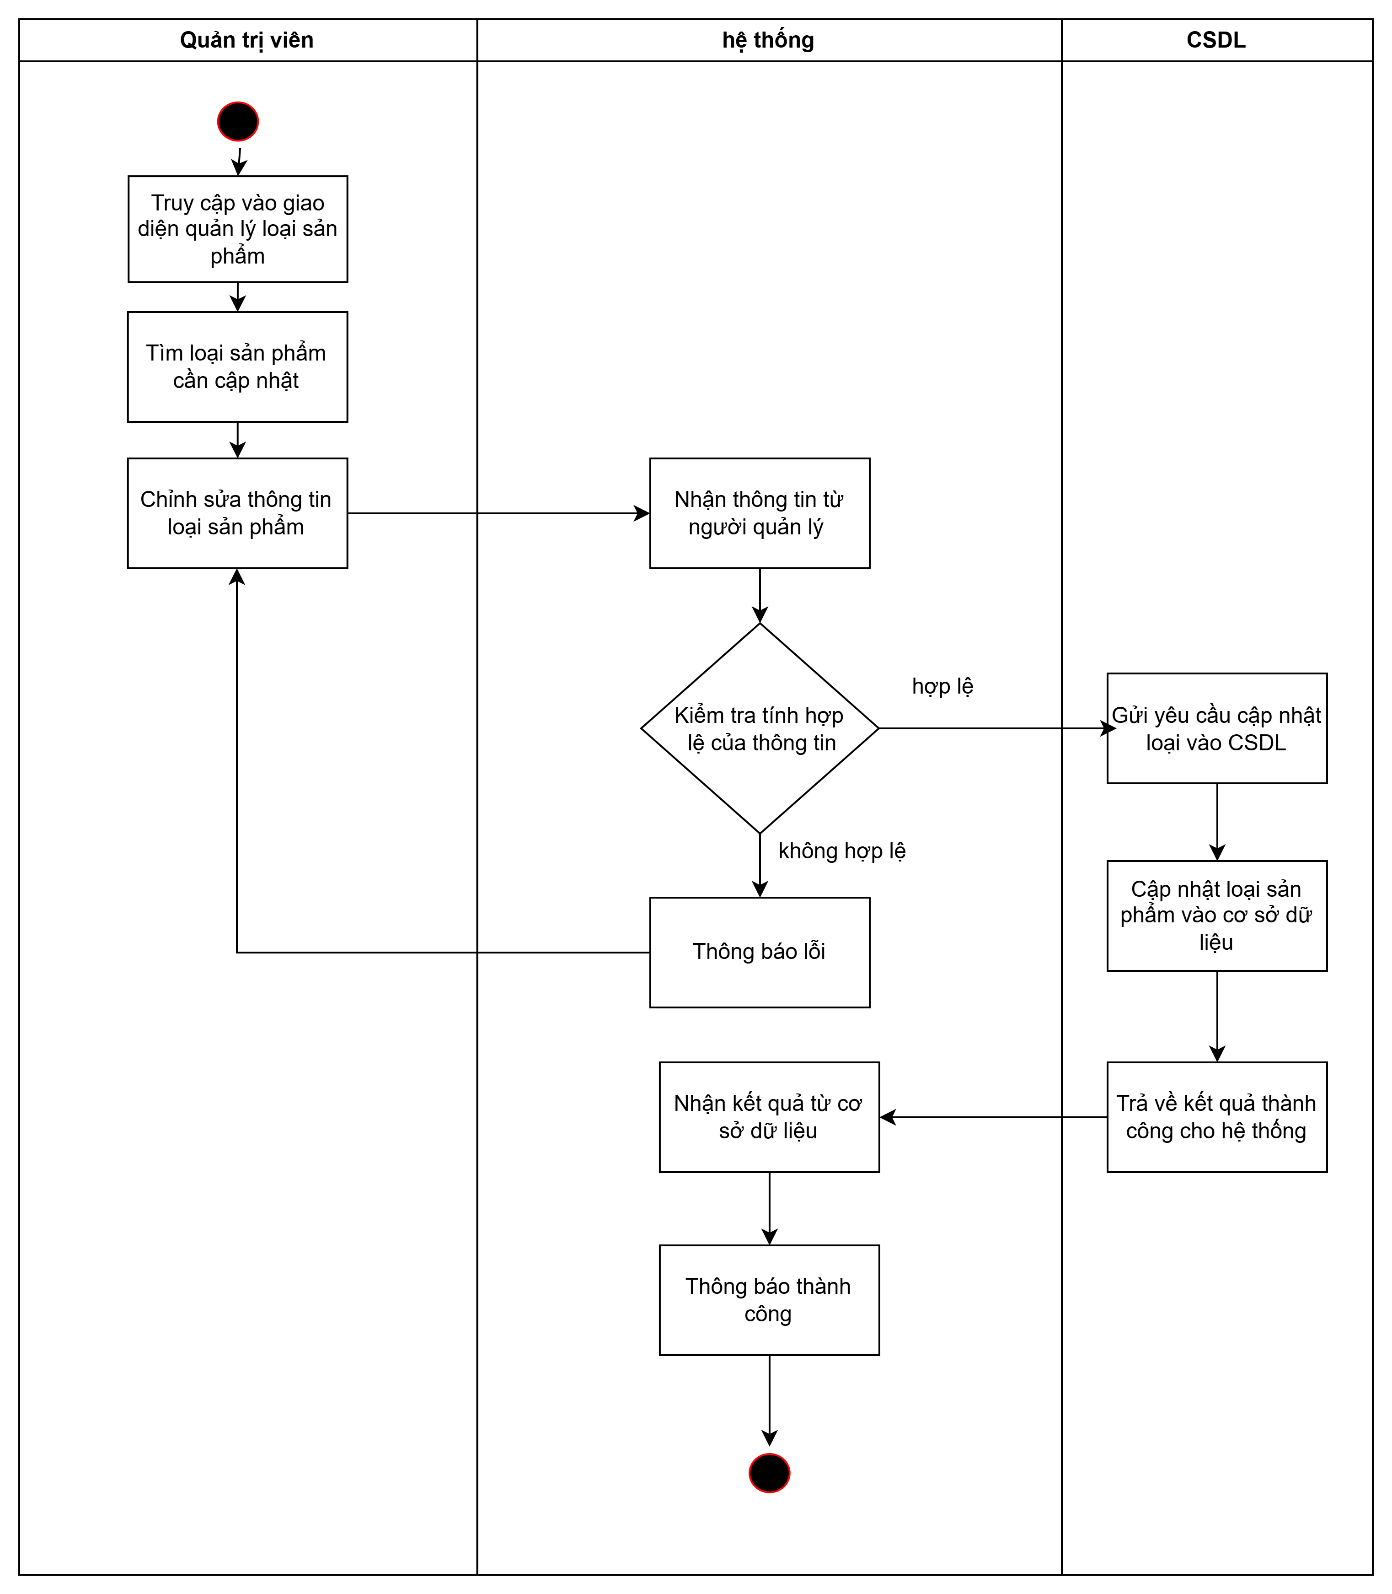 Quản trị viên
hệ thống
CSDL
Truy cập vào giao
diện quản lý loại sản
phẩm
Tìm loại sản phẩm
cần cập nhật
Chỉnh sửa thông tin
loại sản phẩm
Nhận thông tin từ
người quản lý
Kiểm tra tính hợp
lệ của thông tin
hợp lệ
Gửi yêu cầu cập nhật
loại vào CSDL
không hợp lệ
Thông báo lỗi
Cập nhật loại sản
phẩm vào cơ sở dữ
liệu
Trả về kết quả thành
công cho hệ thống
Nhận kết quả từ cơ
sở dữ liệu
Thông báo thành
công